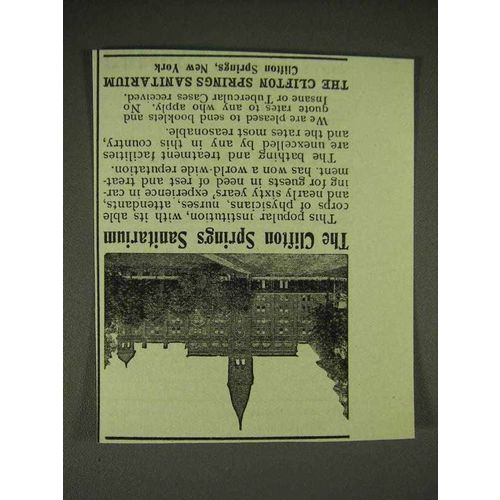 The Clifton Springs Sanitarium
This popular institution, with its able
corps of physicians, nurses, attendants,
and nearly sixty years' experience in car-
ing for guests in need of rest and treat-
ment, has won a world-wide reputation.
The bathing and treatment facilities
are unexcelled by any in this country,
and the rates most reasonable.
We are pleased to send booklets and
quote rates to any who apply. No
Insane or Tubercular Cases received.
THE CLIFTON SPRINGS SANITARIUM
Clifton Springs, New York